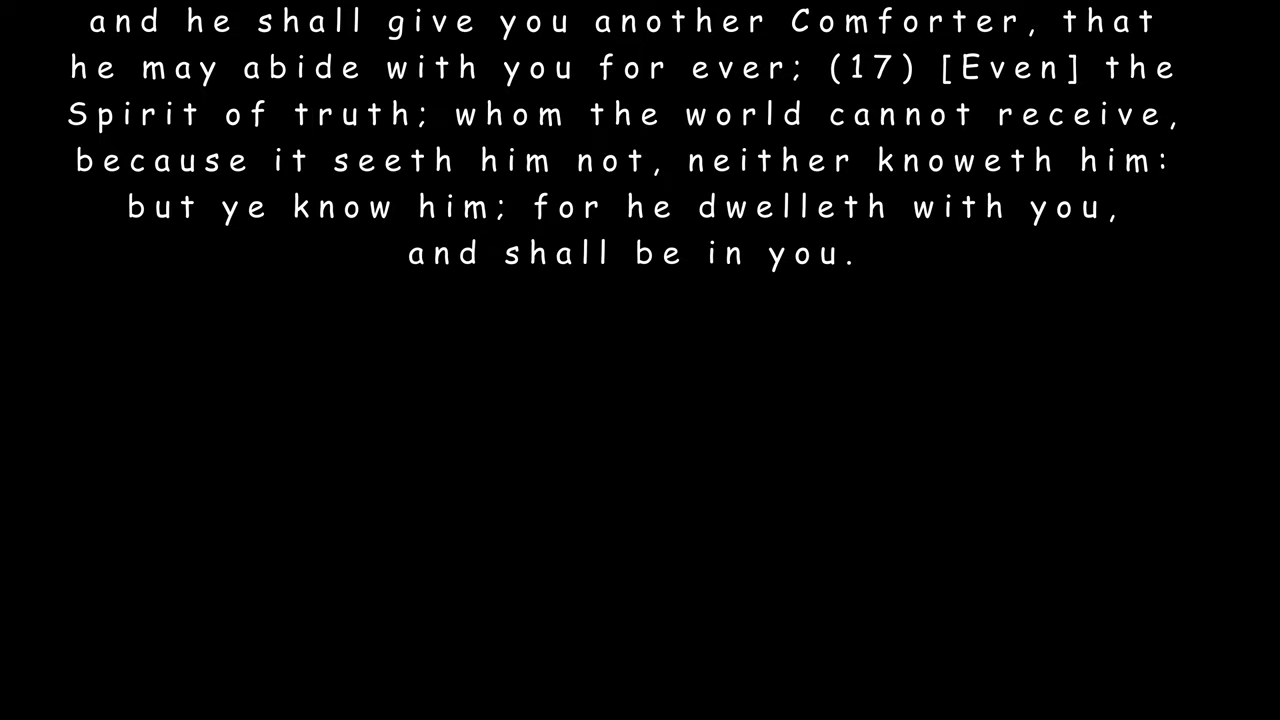 and he shall give you another Comforter, that
he may abide with you for ever; (17) [Even] the
Spirit of truth; whom the world cannot receive,
because it seeth him not, neither knoweth him:
but ye know him; for he dwelleth with you,
and shall be in you.